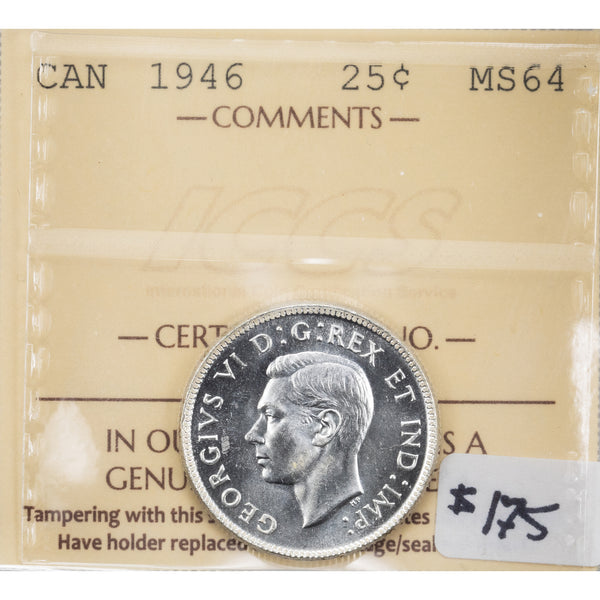 CAN 1946 25¢ MS64
— COMMENTS —
ICCS
— CERT NO. —
GEORGIVS VI D:G:REX ET IND:IMP:
IN OU S A
GENU E
Tampering with this tes
Have holder replaced ge/seal
$175